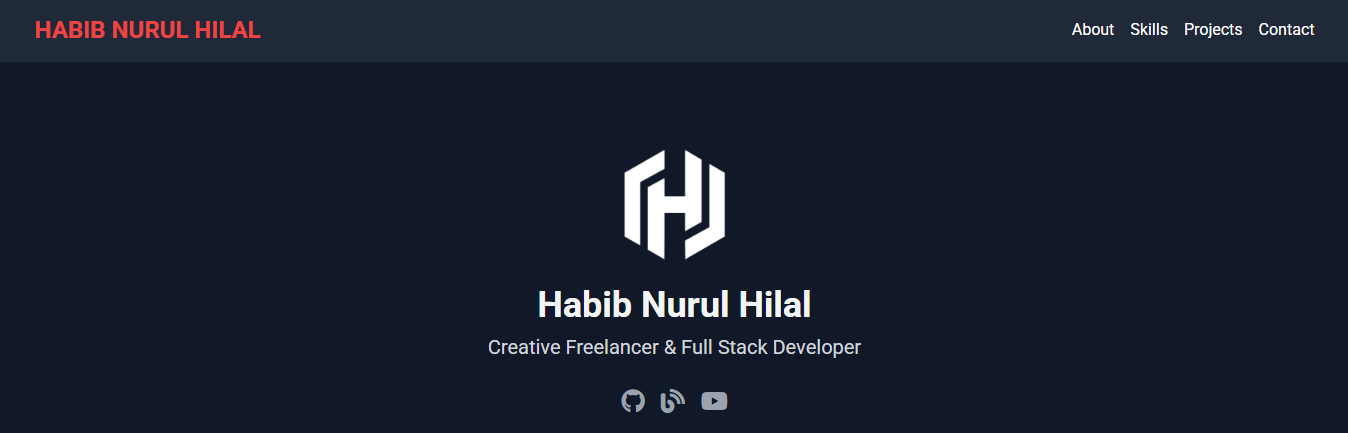 HABIB NURUL HILAL
About Skills Projects Contact
Habib Nurul Hilal
Creative Freelancer & Full Stack Developer